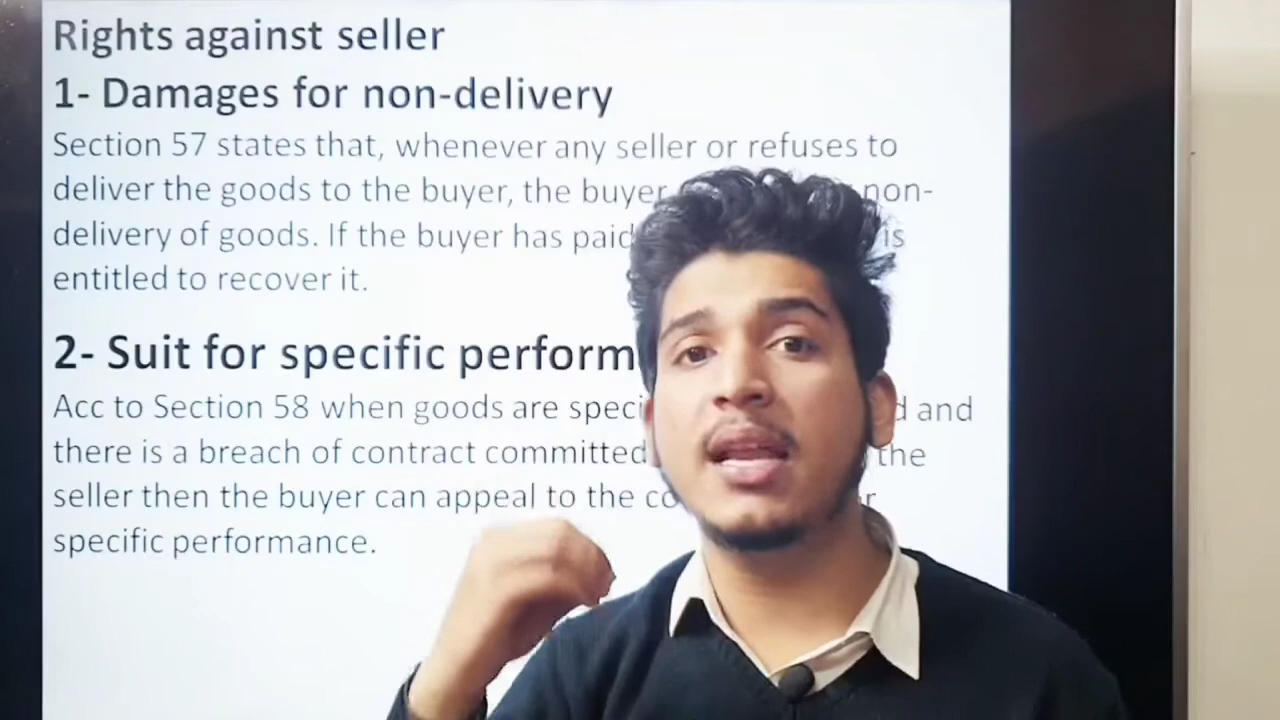 Rights against seller
1- Damages for non-delivery
Section 57 states that, whenever any seller or refuses to
deliver the goods to the buyer, the buyer non-
delivery of goods. If the buyer has paid is
entitled to recover it.
2- Suit for specific
Acc to Section 58 when goods are and
there is a breach of contract committed the
seller then the buyer can appeal to the
specific performance.